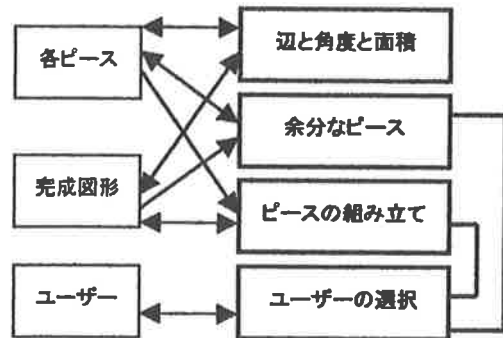 各ピース
完成図形
ユーザー
辺と角度と面積
余分なピース
ピースの組み立て
ユーザーの選択